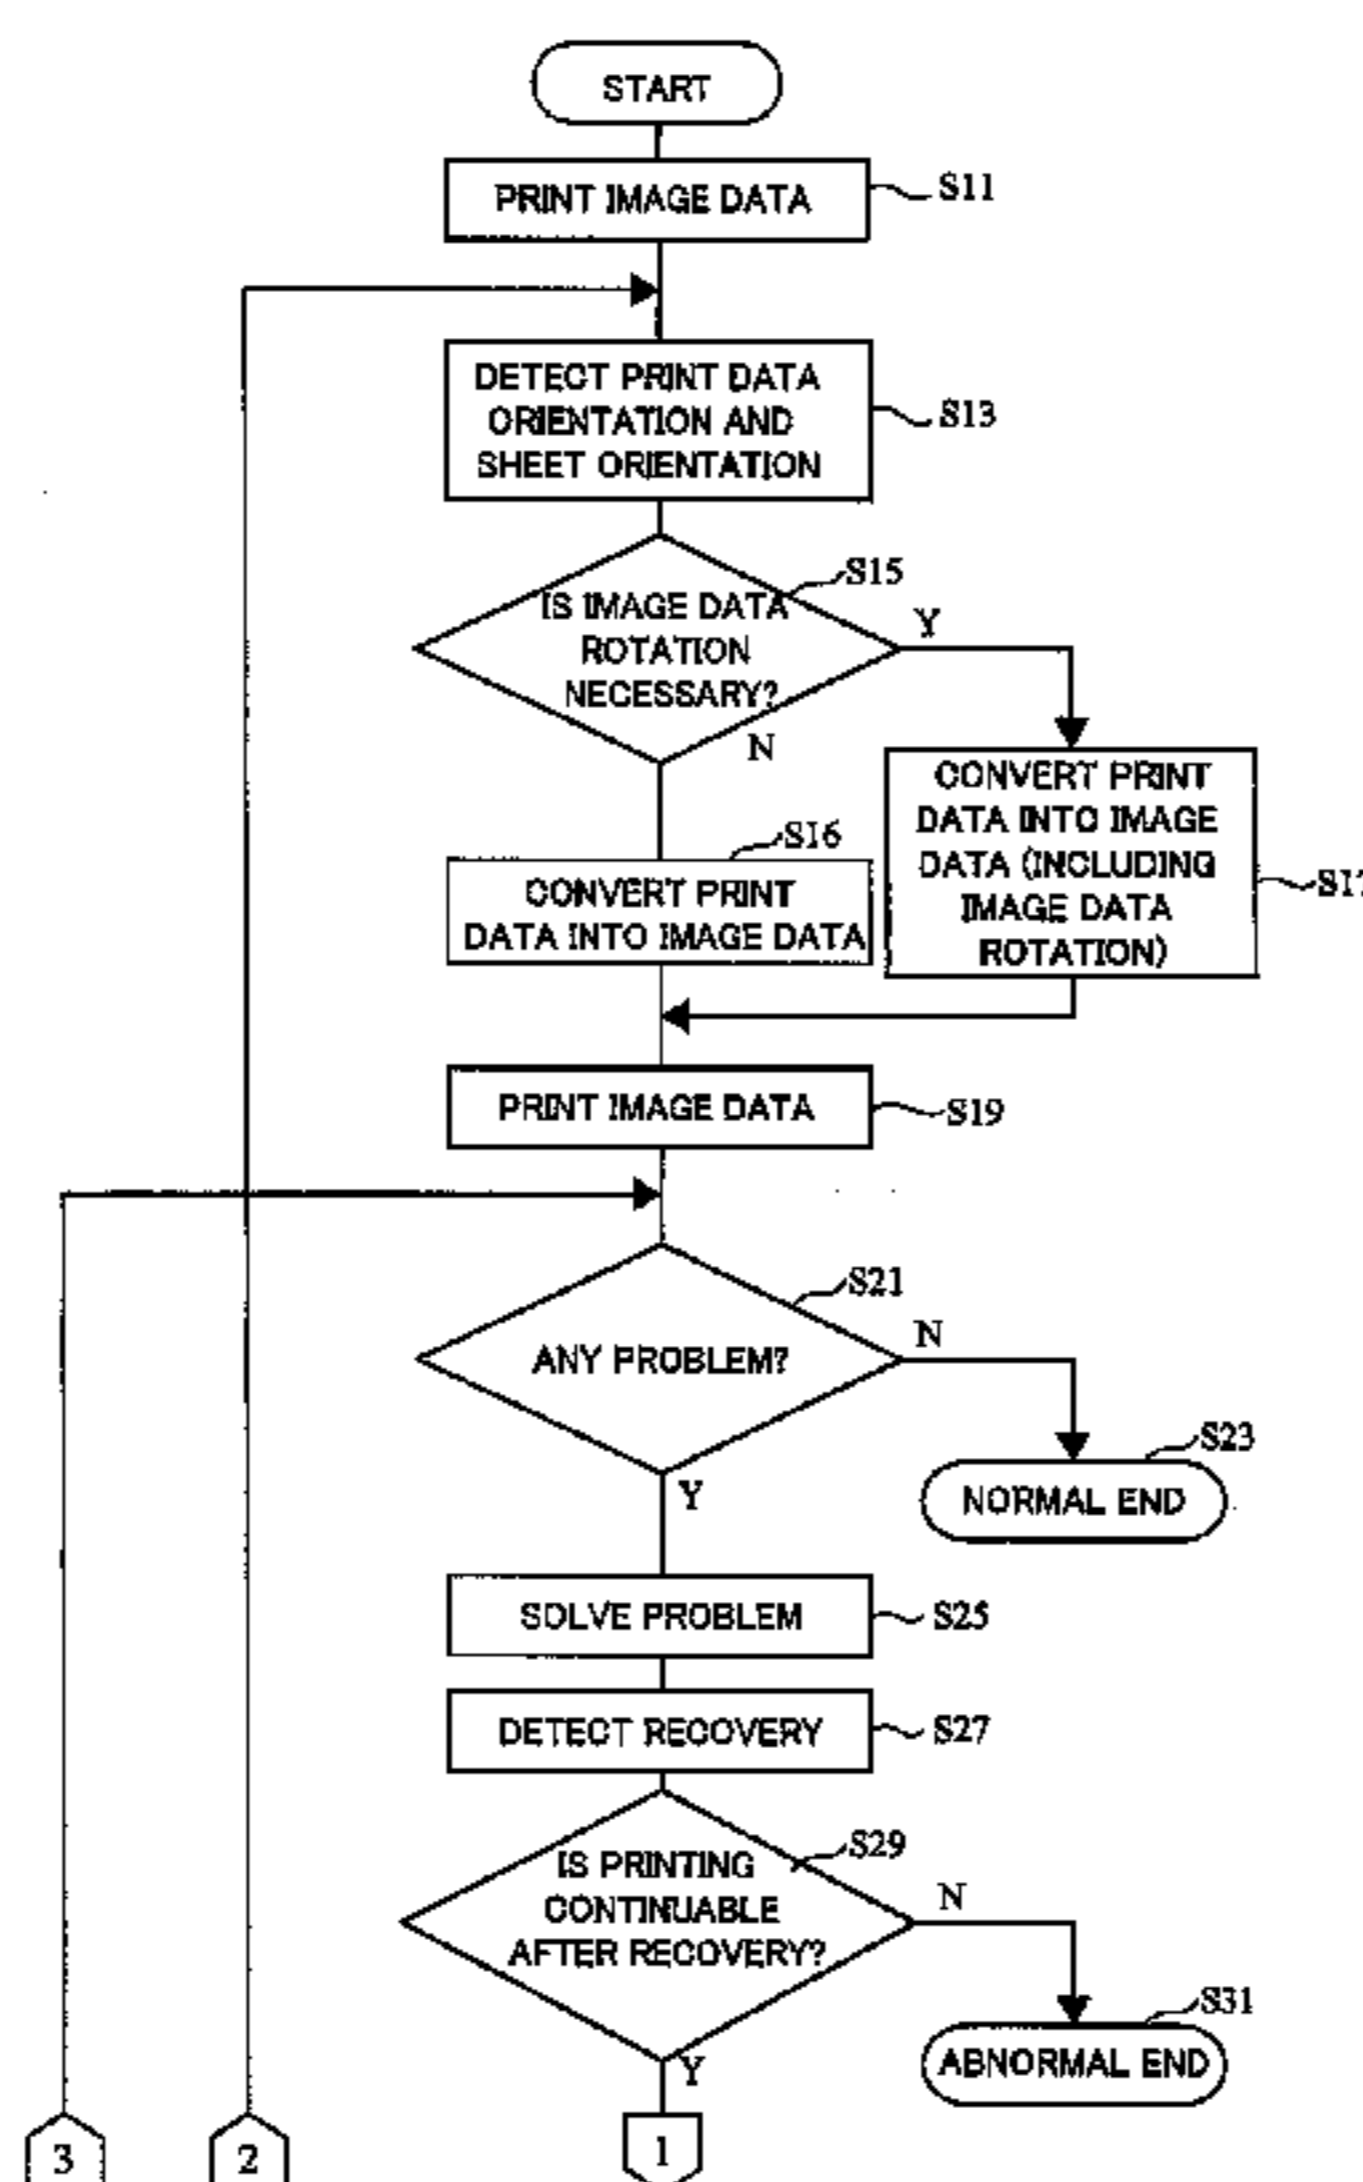 START
PRINT IMAGE DATA
S11
DETECT PRINT DATA
ORIENTATION AND
SHEET ORIENTATION
S13
S15
IS IMAGE DATA
ROTATION
NECESSARY?
Y
N
S16
CONVERT PRINT
DATA INTO IMAGE DATA
CONVERT PRINT
DATA INTO IMAGE
DATA (INCLUDING
IMAGE DATA
ROTATION)
PRINT IMAGE DATA
S19
S21
ANY PROBLEM?
N
Y
S23
NORMAL END
SOLVE PROBLEM
S25
DETECT RECOVERY
S27
S29
IS PRINTING
CONTINUABLE
AFTER RECOVERY?
N
Y
S31
ABNORMAL END
3
2
1